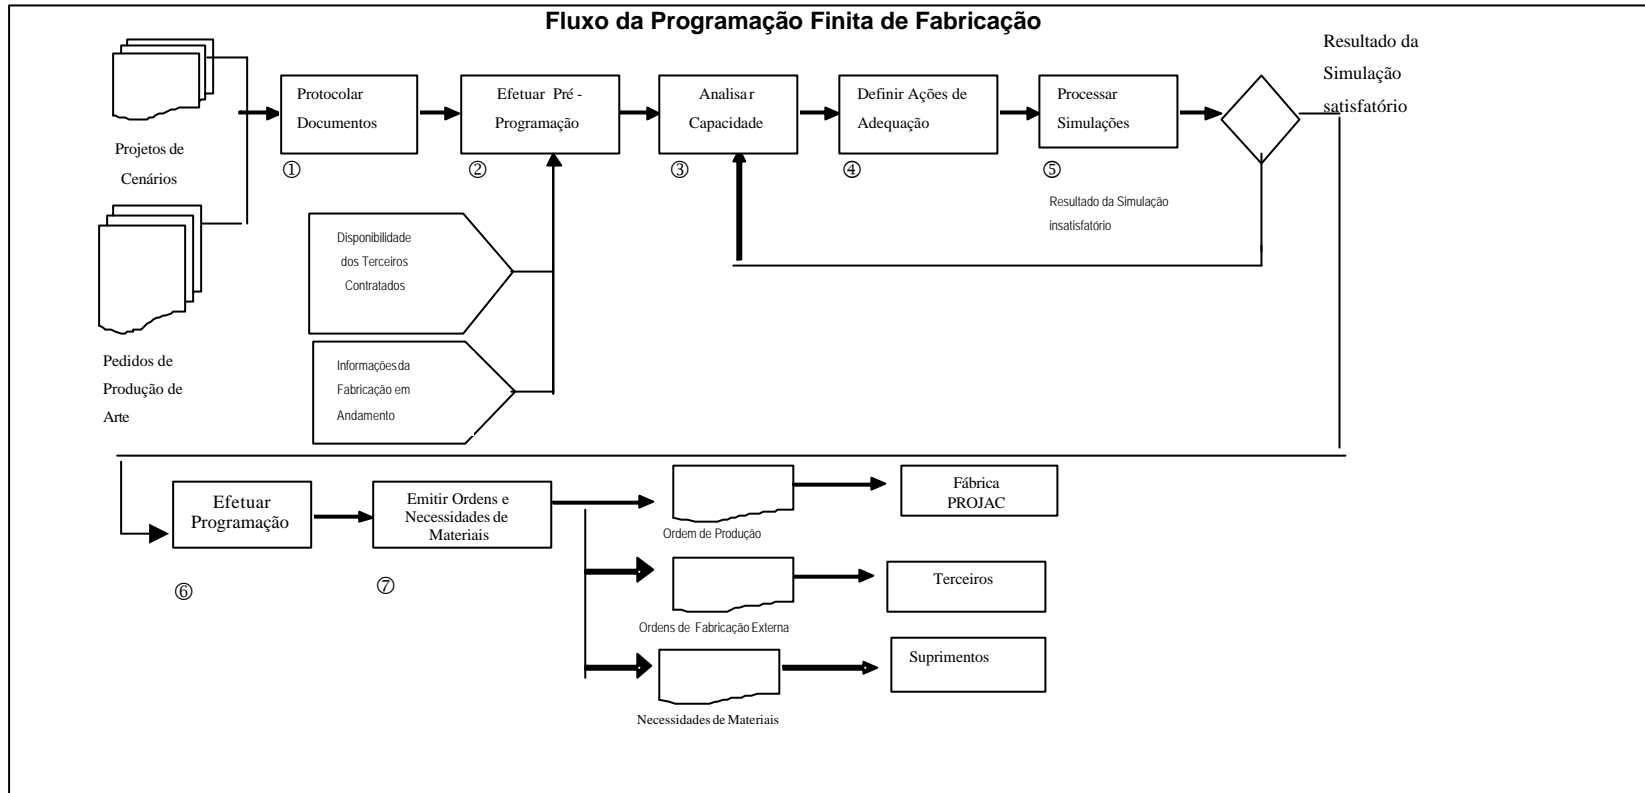 Fluxo da Programação Finita de Fabricação
Projetos de
Cenários
Pedidos de
Produção de
Arte
Protocolar
Documentos
①
Efetuar Pré -
Programação
②
Analisar
Capacidade
③
Definir Ações de
Adequação
④
Processar
Simulações
⑤
Resultado da Simulação
insatisfatório
Resultado da
Simulação
satisfatório
Disponibilidade
dos Terceiros
Contratados
Informações da
Fabricação em
Andamento
Efetuar
Programação
⑥
Emitir Ordens e
Necessidades de
Materiais
⑦
Ordem de Produção
Fábrica
PROJAC
Ordens de Fabricação Externa
Terceiros
Necessidades de Materiais
Suprimentos